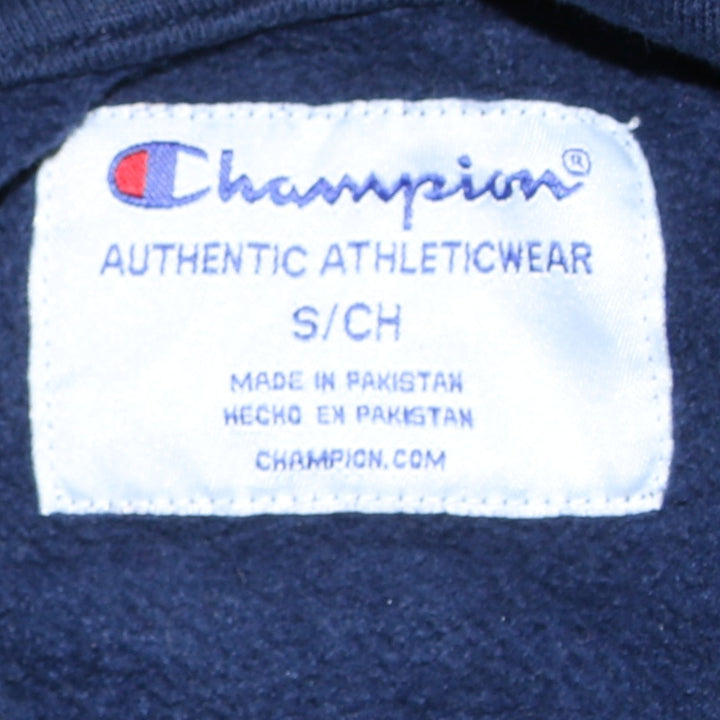 Champion®
AUTHENTIC ATHLETICWEAR
S/CH
MADE IN PAKISTAN
HECHO EN PAKISTAN
CHAMPION.COM